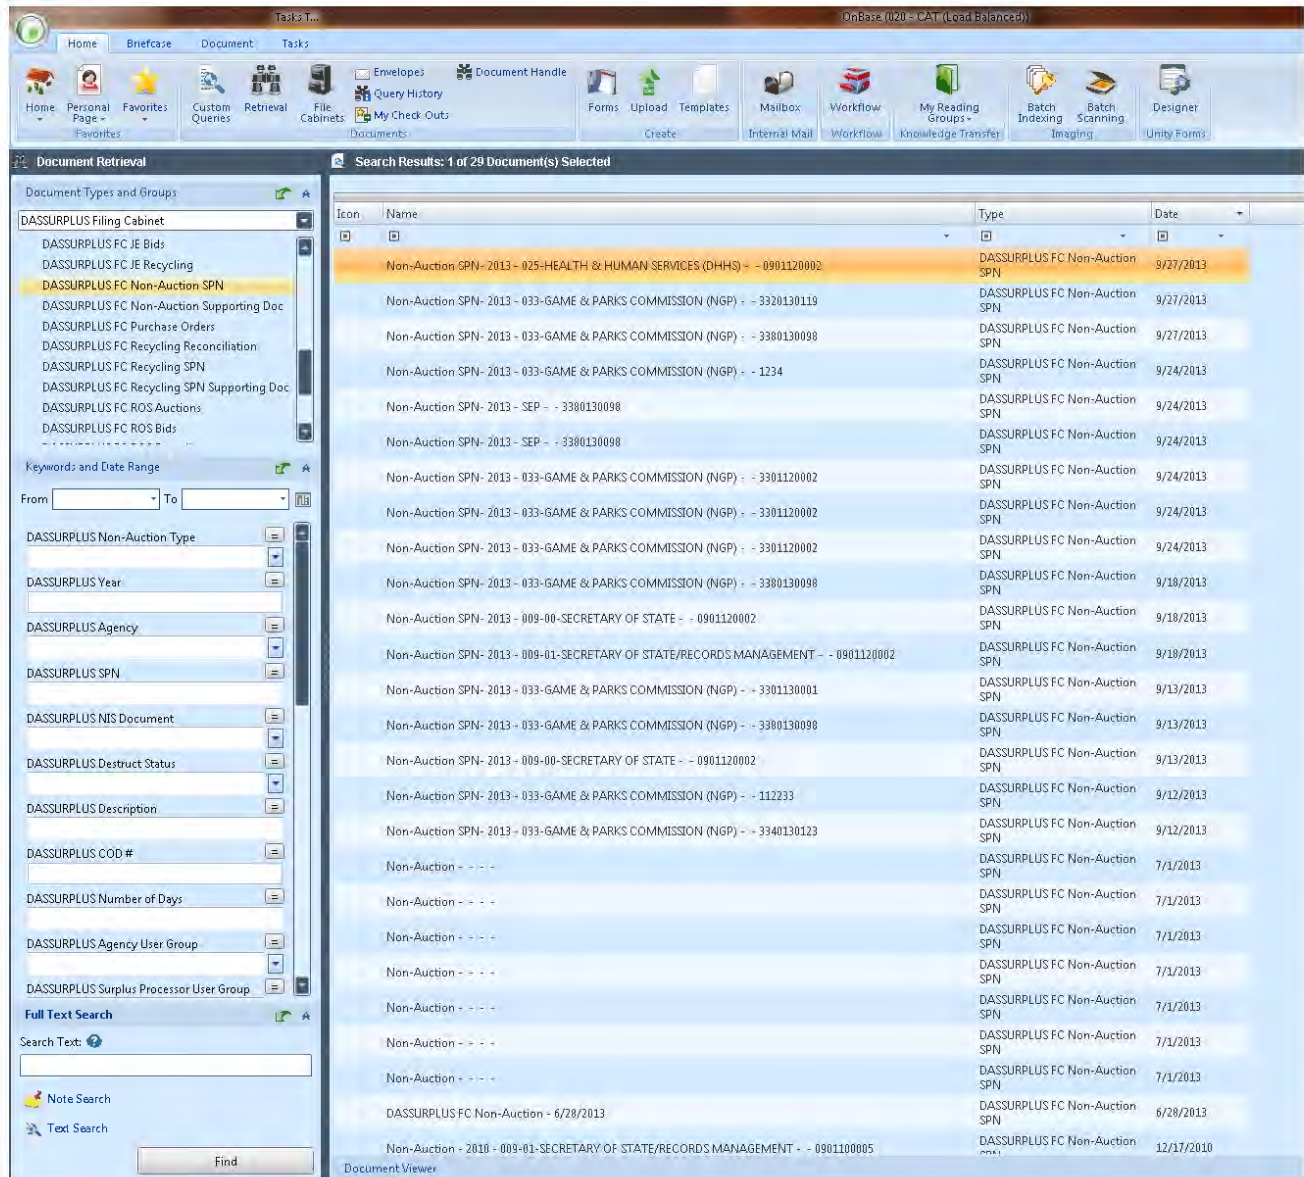 Tasks T...
OnBase (020 - CAT (Load Balanced))
Home Briefcase Document Tasks
Home Personal Page Favorites
Favorites
Custom Queries Retrieval File Cabinets
Envelopes Document Handle
Query History
My Check Outs
Documents
Forms Upload Templates
Create
Mailbox
Internal Mail
Workflow
Workflow
My Reading Groups
Knowledge Transfer
Batch Indexing Batch Scanning
Imaging
Designer
Unity Forms
Document Retrieval
Document Types and Groups
DASSURPLUS Filing Cabinet
DASSURPLUS FC JE Bids
DASSURPLUS FC JE Recycling
DASSURPLUS FC Non-Auction SPN
DASSURPLUS FC Non-Auction Supporting Doc
DASSURPLUS FC Purchase Orders
DASSURPLUS FC Recycling Reconciliation
DASSURPLUS FC Recycling SPN
DASSURPLUS FC Recycling SPN Supporting Doc
DASSURPLUS FC ROS Auctions
DASSURPLUS FC ROS Bids
Keywords and Date Range
From To
DASSURPLUS Non-Auction Type =
DASSURPLUS Year =
DASSURPLUS Agency =
DASSURPLUS SPN =
DASSURPLUS NIS Document =
DASSURPLUS Destruct Status =
DASSURPLUS Description =
DASSURPLUS COD # =
DASSURPLUS Number of Days =
DASSURPLUS Agency User Group =
DASSURPLUS Surplus Processor User Group =
Full Text Search
Search Text:
Note Search
Text Search
Find
Search Results: 1 of 29 Document(s) Selected
Icon Name Type Date
Non-Auction SPN- 2013 - 025-HEALTH & HUMAN SERVICES (DHHS) - - 0901120002 DASSURPLUS FC Non-Auction SPN 9/27/2013
Non-Auction SPN- 2013 - 033-GAME & PARKS COMMISSION (NGP) - - 3320130119 DASSURPLUS FC Non-Auction SPN 9/27/2013
Non-Auction SPN- 2013 - 033-GAME & PARKS COMMISSION (NGP) - - 3380130098 DASSURPLUS FC Non-Auction SPN 9/27/2013
Non-Auction SPN- 2013 - 033-GAME & PARKS COMMISSION (NGP) - - 1234 DASSURPLUS FC Non-Auction SPN 9/24/2013
Non-Auction SPN- 2013 - SEP - - 3380130098 DASSURPLUS FC Non-Auction SPN 9/24/2013
Non-Auction SPN- 2013 - SEP - - 3380130098 DASSURPLUS FC Non-Auction SPN 9/24/2013
Non-Auction SPN- 2013 - 033-GAME & PARKS COMMISSION (NGP) - - 3301120002 DASSURPLUS FC Non-Auction SPN 9/24/2013
Non-Auction SPN- 2013 - 033-GAME & PARKS COMMISSION (NGP) - - 3301120002 DASSURPLUS FC Non-Auction SPN 9/24/2013
Non-Auction SPN- 2013 - 033-GAME & PARKS COMMISSION (NGP) - - 3301120002 DASSURPLUS FC Non-Auction SPN 9/24/2013
Non-Auction SPN- 2013 - 033-GAME & PARKS COMMISSION (NGP) - - 3380130098 DASSURPLUS FC Non-Auction SPN 9/18/2013
Non-Auction SPN- 2013 - 009-00-SECRETARY OF STATE - - 0901120002 DASSURPLUS FC Non-Auction SPN 9/18/2013
Non-Auction SPN- 2013 - 009-01-SECRETARY OF STATE/RECORDS MANAGEMENT - - 0901120002 DASSURPLUS FC Non-Auction SPN 9/18/2013
Non-Auction SPN- 2013 - 033-GAME & PARKS COMMISSION (NGP) - - 3301130001 DASSURPLUS FC Non-Auction SPN 9/13/2013
Non-Auction SPN- 2013 - 033-GAME & PARKS COMMISSION (NGP) - - 3380130098 DASSURPLUS FC Non-Auction SPN 9/13/2013
Non-Auction SPN- 2013 - 009-00-SECRETARY OF STATE - - 0901120002 DASSURPLUS FC Non-Auction SPN 9/13/2013
Non-Auction SPN- 2013 - 033-GAME & PARKS COMMISSION (NGP) - - 112233 DASSURPLUS FC Non-Auction SPN 9/12/2013
Non-Auction SPN- 2013 - 033-GAME & PARKS COMMISSION (NGP) - - 3340130123 DASSURPLUS FC Non-Auction SPN 9/12/2013
Non-Auction - - - - DASSURPLUS FC Non-Auction SPN 7/1/2013
Non-Auction - - - - DASSURPLUS FC Non-Auction SPN 7/1/2013
Non-Auction - - - - DASSURPLUS FC Non-Auction SPN 7/1/2013
Non-Auction - - - - DASSURPLUS FC Non-Auction SPN 7/1/2013
Non-Auction - - - - DASSURPLUS FC Non-Auction SPN 7/1/2013
Non-Auction - - - - DASSURPLUS FC Non-Auction SPN 7/1/2013
Non-Auction - - - - DASSURPLUS FC Non-Auction SPN 7/1/2013
DASSURPLUS FC Non-Auction - 6/28/2013 DASSURPLUS FC Non-Auction SPN 6/28/2013
Non-Auction - 2010 - 009-01-SECRETARY OF STATE/RECORDS MANAGEMENT - - 0901100005 DASSURPLUS FC Non-Auction 12/17/2010
Document Viewer